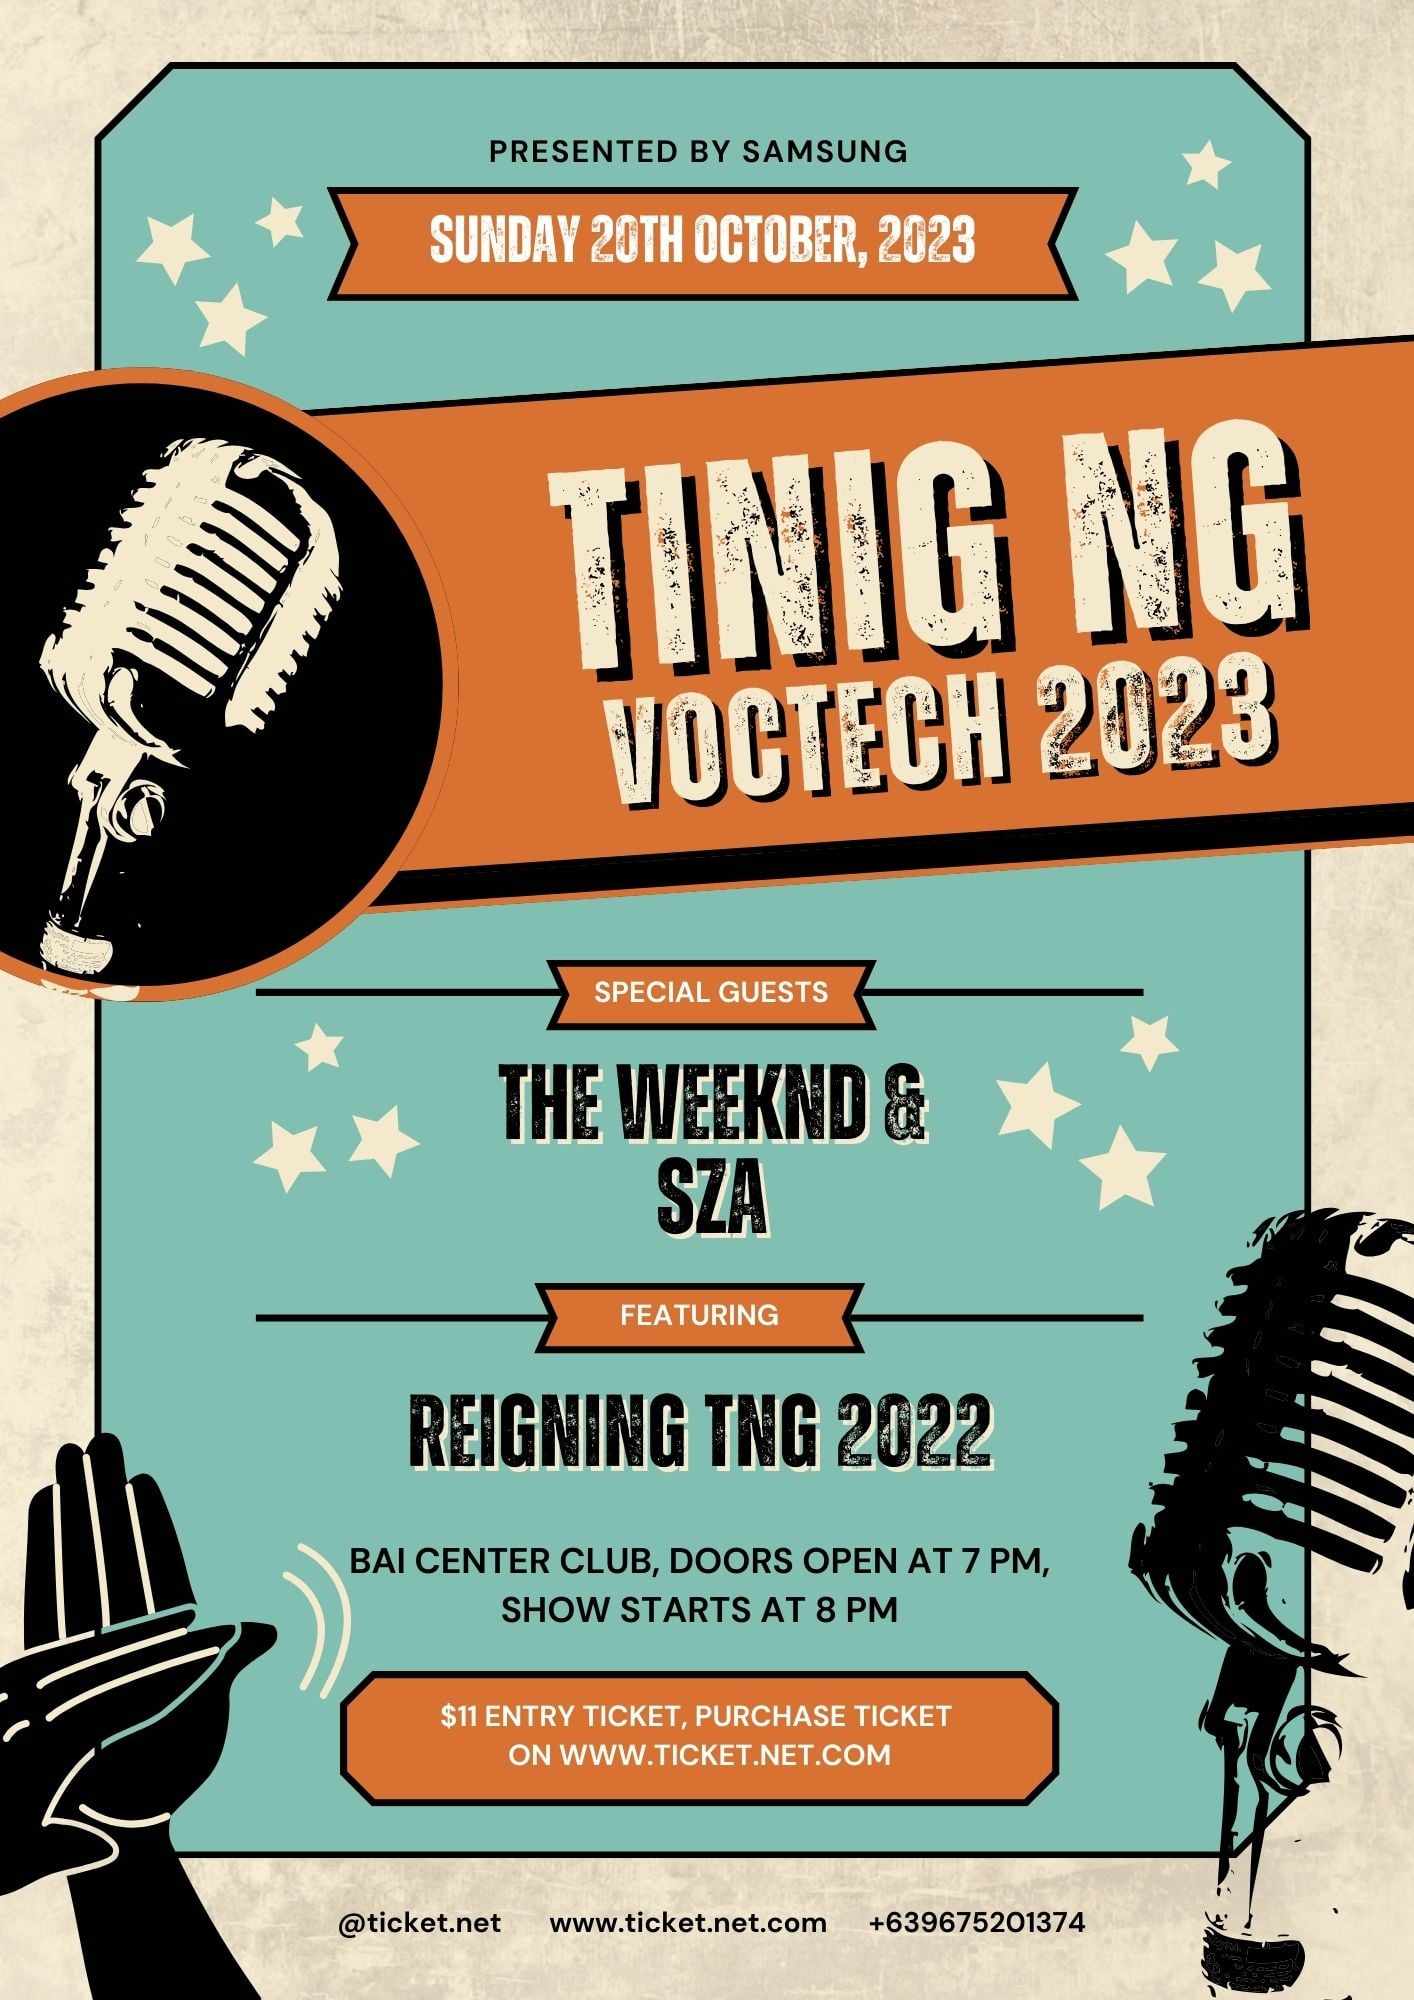 PRESENTED BY SAMSUNG
SUNDAY 20TH OCTOBER, 2023
TINIG NG
VOCTECH 2023
SPECIAL GUESTS
THE WEEKND &
SZA
FEATURING
REIGNING TNG 2022
BAI CENTER CLUB, DOORS OPEN AT 7 PM,
SHOW STARTS AT 8 PM
$11 ENTRY TICKET, PURCHASE TICKET
ON WWW.TICKET.NET.COM
@ticket.net www.ticket.net.com +639675201374